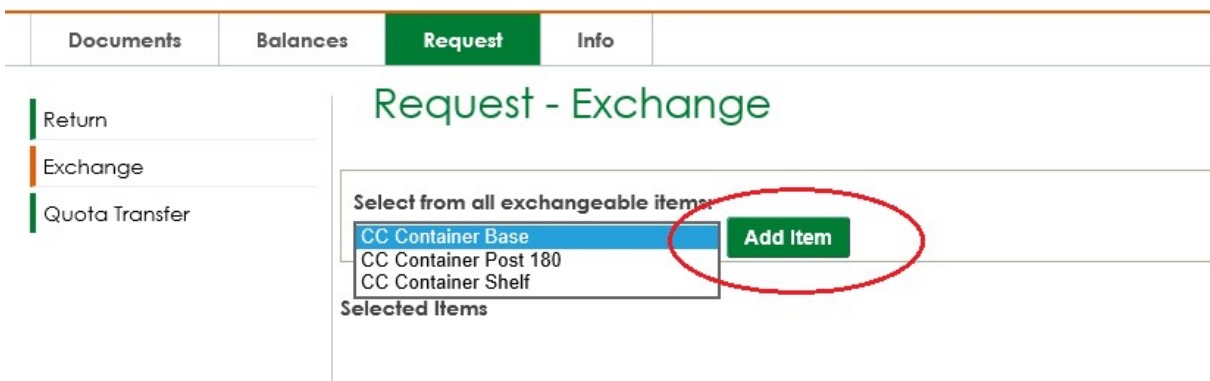 Documents Balances Request Info
Request - Exchange
Return
Exchange
Quota Transfer
Select from all exchangeable items:
CC Container Base
Add Item
CC Container Post 180
CC Container Shelf
Selected Items